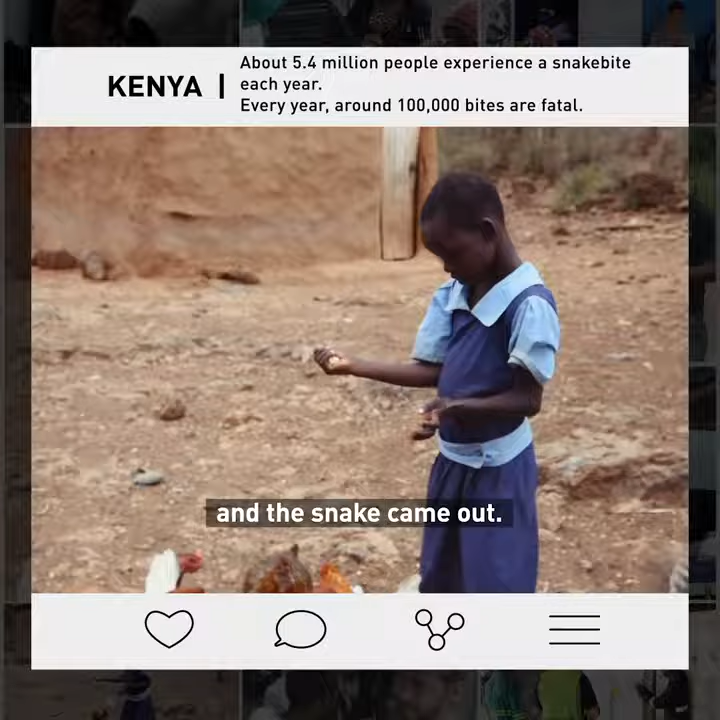 KENYA |
About 5.4 million people experience a snakebite
each year.
Every year, around 100,000 bites are fatal.
and the snake came out.